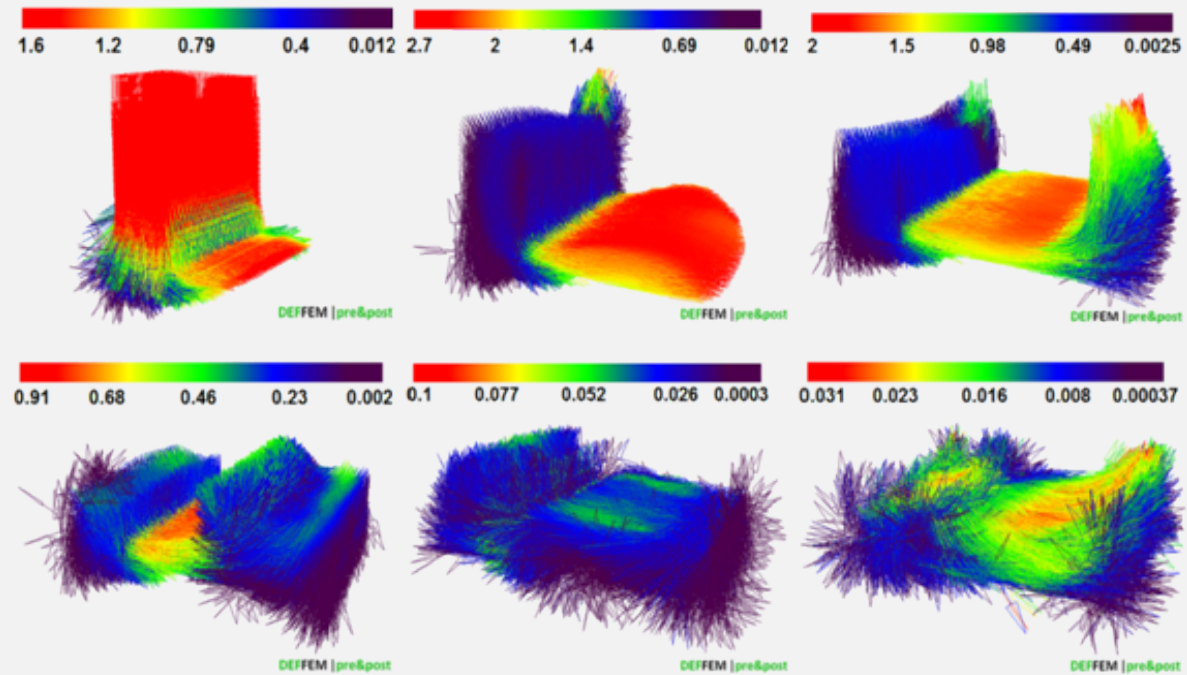 1.6 1.2 0.79 0.4 0.012
2.7 2 1.4 0.69 0.012
2 1.5 0.98 0.49 0.0025
DEFFEM |pre&post
DEFFEM |pre&post
DEFFEM |pre&post
0.91 0.68 0.46 0.23 0.002
0.1 0.077 0.052 0.026 0.0003
0.031 0.023 0.016 0.008 0.00037
DEFFEM |pre&post
DEFFEM |pre&post
DEFFEM |pre&post